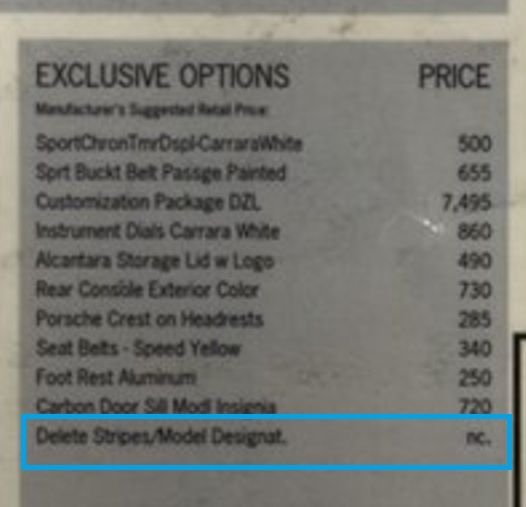 EXCLUSIVE OPTIONS PRICE
Manufacturer's Suggested Retail Price:
SportChronTmrDspl-CarraraWhite 500
Sprt Buckt Belt Passge Painted 655
Customization Package DZL 7,495
Instrument Dials Carrara White 860
Alcantara Storage Lid w Logo 490
Rear Console Exterior Color 730
Porsche Crest on Headrests 285
Seat Belts - Speed Yellow 340
Foot Rest Aluminum 250
Carbon Door Sill Modl Insignia 720
Delete Stripes/Model Designat. nc.